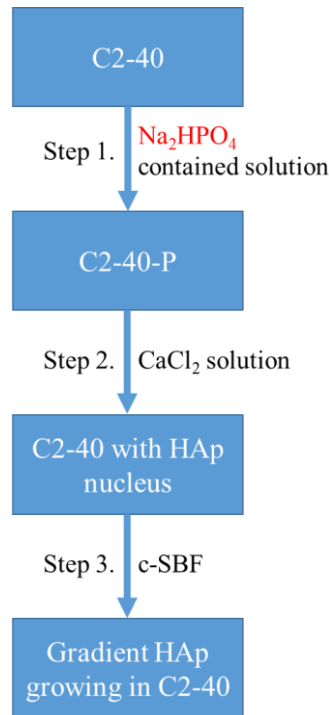 C2-40
Step 1.
Na₂HPO₄
contained solution
C2-40-P
Step 2.
CaCl₂ solution
C2-40 with HAp
nucleus
Step 3.
c-SBF
Gradient HAp
growing in C2-40